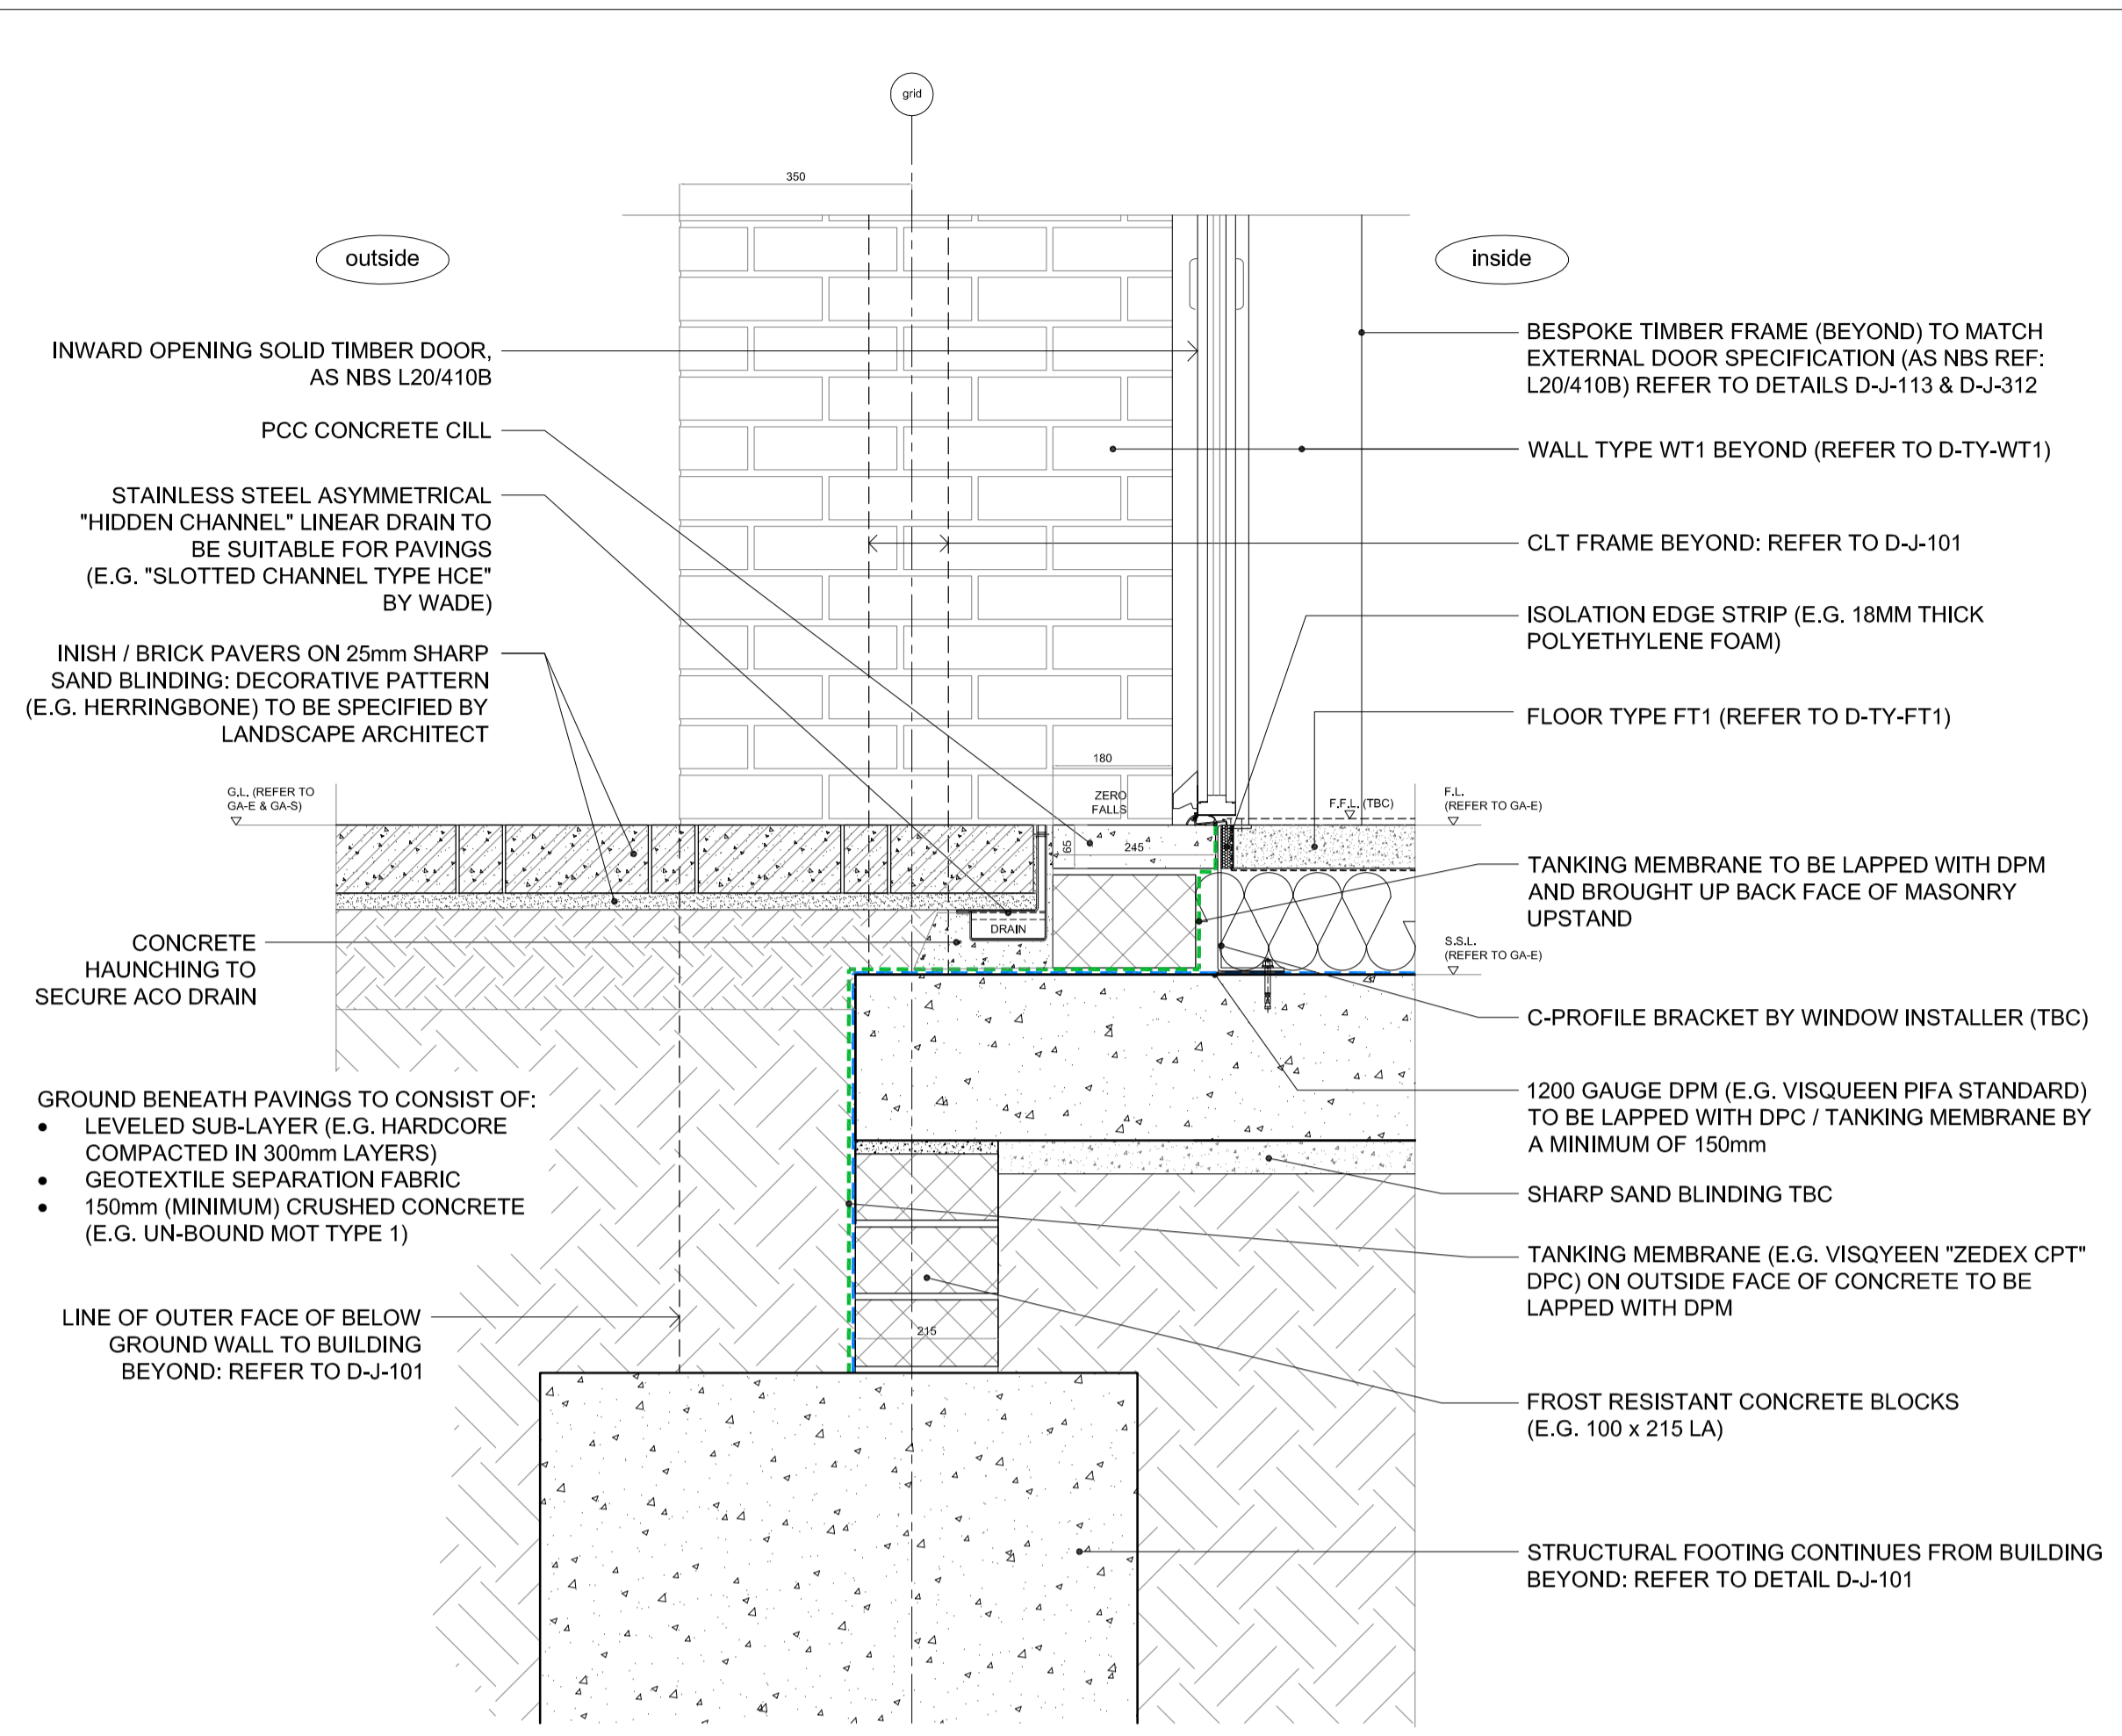 grid
350
outside
inside
INWARD OPENING SOLID TIMBER DOOR,
AS NBS L20/410B
PCC CONCRETE CILL
STAINLESS STEEL ASYMMETRICAL
"HIDDEN CHANNEL" LINEAR DRAIN TO
BE SUITABLE FOR PAVINGS
(E.G. "SLOTTED CHANNEL TYPE HCE"
BY WADE)
INISH / BRICK PAVERS ON 25mm SHARP
SAND BLINDING: DECORATIVE PATTERN
(E.G. HERRINGBONE) TO BE SPECIFIED BY
LANDSCAPE ARCHITECT
G.L. (REFER TO
GA-E & GA-S)
CONCRETE
HAUNCHING TO
SECURE ACO DRAIN
GROUND BENEATH PAVINGS TO CONSIST OF:
• LEVELED SUB-LAYER (E.G. HARDCORE
COMPACTED IN 300mm LAYERS)
• GEOTEXTILE SEPARATION FABRIC
• 150mm (MINIMUM) CRUSHED CONCRETE
(E.G. UN-BOUND MOT TYPE 1)
LINE OF OUTER FACE OF BELOW
GROUND WALL TO BUILDING
BEYOND: REFER TO D-J-101
180
ZERO
FALLS
65
245
DRAIN
215
F.F.L. (TBC)
F.L.
(REFER TO GA-E)
S.S.L.
(REFER TO GA-E)
BESPOKE TIMBER FRAME (BEYOND) TO MATCH
EXTERNAL DOOR SPECIFICATION (AS NBS REF:
L20/410B) REFER TO DETAILS D-J-113 & D-J-312
WALL TYPE WT1 BEYOND (REFER TO D-TY-WT1)
CLT FRAME BEYOND: REFER TO D-J-101
ISOLATION EDGE STRIP (E.G. 18MM THICK
POLYETHYLENE FOAM)
FLOOR TYPE FT1 (REFER TO D-TY-FT1)
TANKING MEMBRANE TO BE LAPPED WITH DPM
AND BROUGHT UP BACK FACE OF MASONRY
UPSTAND
C-PROFILE BRACKET BY WINDOW INSTALLER (TBC)
1200 GAUGE DPM (E.G. VISQUEEN PIFA STANDARD)
TO BE LAPPED WITH DPC / TANKING MEMBRANE BY
A MINIMUM OF 150mm
SHARP SAND BLINDING TBC
TANKING MEMBRANE (E.G. VISQYEEN "ZEDEX CPT"
DPC) ON OUTSIDE FACE OF CONCRETE TO BE
LAPPED WITH DPM
FROST RESISTANT CONCRETE BLOCKS
(E.G. 100 x 215 LA)
STRUCTURAL FOOTING CONTINUES FROM BUILDING
BEYOND: REFER TO DETAIL D-J-101